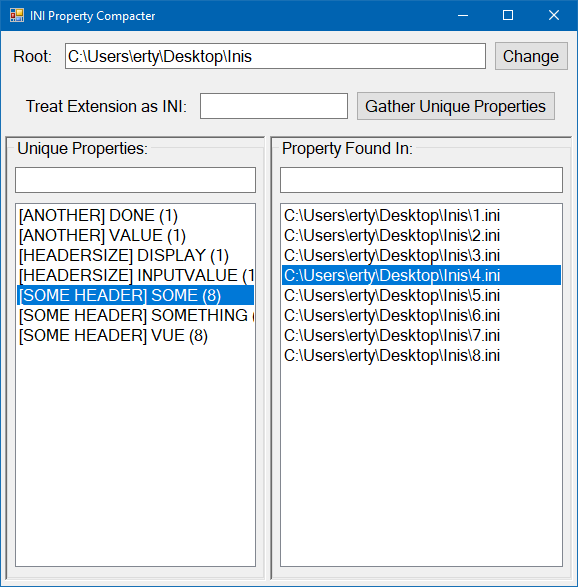 INI Property Compacter
Root: C:\Users\erty\Desktop\Inis Change
Treat Extension as INI: Gather Unique Properties
Unique Properties:
[ANOTHER] DONE (1)
[ANOTHER] VALUE (1)
[HEADERSIZE] DISPLAY (1)
[HEADERSIZE] INPUTVALUE (1
[SOME HEADER] SOME (8)
[SOME HEADER] SOMETHING (
[SOME HEADER] VUE (8)
Property Found In:
C:\Users\erty\Desktop\Inis\1.ini
C:\Users\erty\Desktop\Inis\2.ini
C:\Users\erty\Desktop\Inis\3.ini
C:\Users\erty\Desktop\Inis\4.ini
C:\Users\erty\Desktop\Inis\5.ini
C:\Users\erty\Desktop\Inis\6.ini
C:\Users\erty\Desktop\Inis\7.ini
C:\Users\erty\Desktop\Inis\8.ini